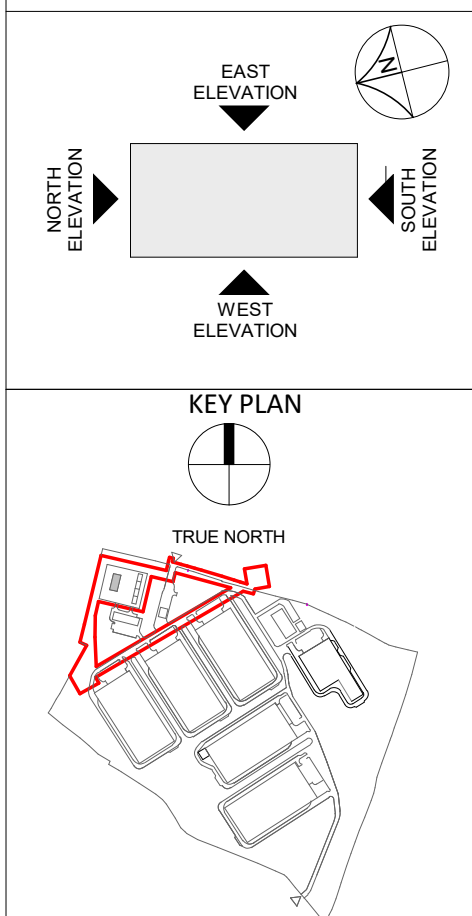 EAST
ELEVATION
N
NORTH
ELEVATION
SOUTH
ELEVATION
WEST
ELEVATION
KEY PLAN
TRUE NORTH